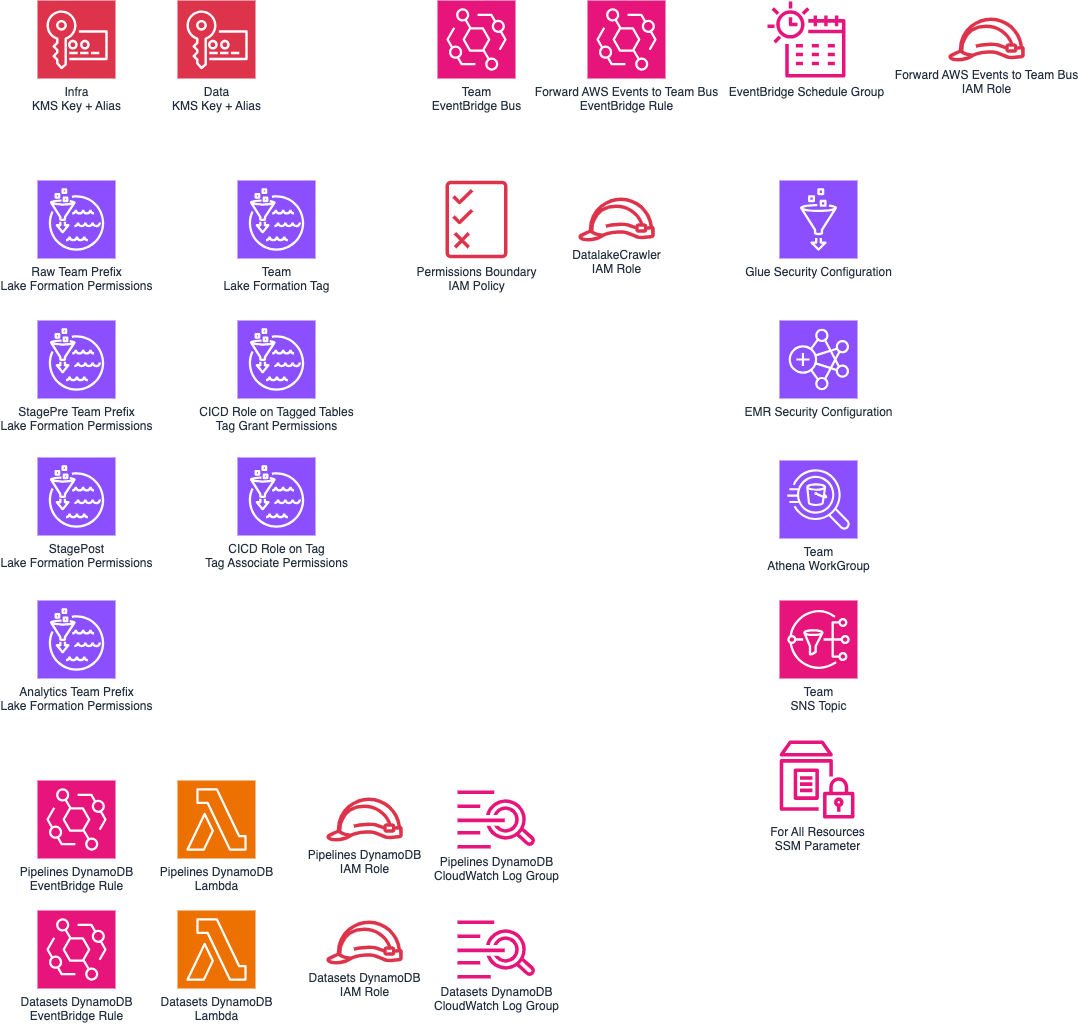 Infra
KMS Key + Alias
Data
KMS Key + Alias
Team
EventBridge Bus
Forward AWS Events to Team Bus
EventBridge Rule
EventBridge Schedule Group
Forward AWS Events to Team Bus
IAM Role
Raw Team Prefix
Lake Formation Permissions
Team
Lake Formation Tag
Permissions Boundary
IAM Policy
DatalakeCrawler
IAM Role
Glue Security Configuration
StagePre Team Prefix
Lake Formation Permissions
CICD Role on Tagged Tables
Tag Grant Permissions
EMR Security Configuration
StagePost
Lake Formation Permissions
CICD Role on Tag
Tag Associate Permissions
Team
Athena WorkGroup
Analytics Team Prefix
Lake Formation Permissions
Team
SNS Topic
For All Resources
SSM Parameter
Pipelines DynamoDB
EventBridge Rule
Pipelines DynamoDB
Lambda
Pipelines DynamoDB
IAM Role
Pipelines DynamoDB
CloudWatch Log Group
Datasets DynamoDB
EventBridge Rule
Datasets DynamoDB
Lambda
Datasets DynamoDB
IAM Role
Datasets DynamoDB
CloudWatch Log Group